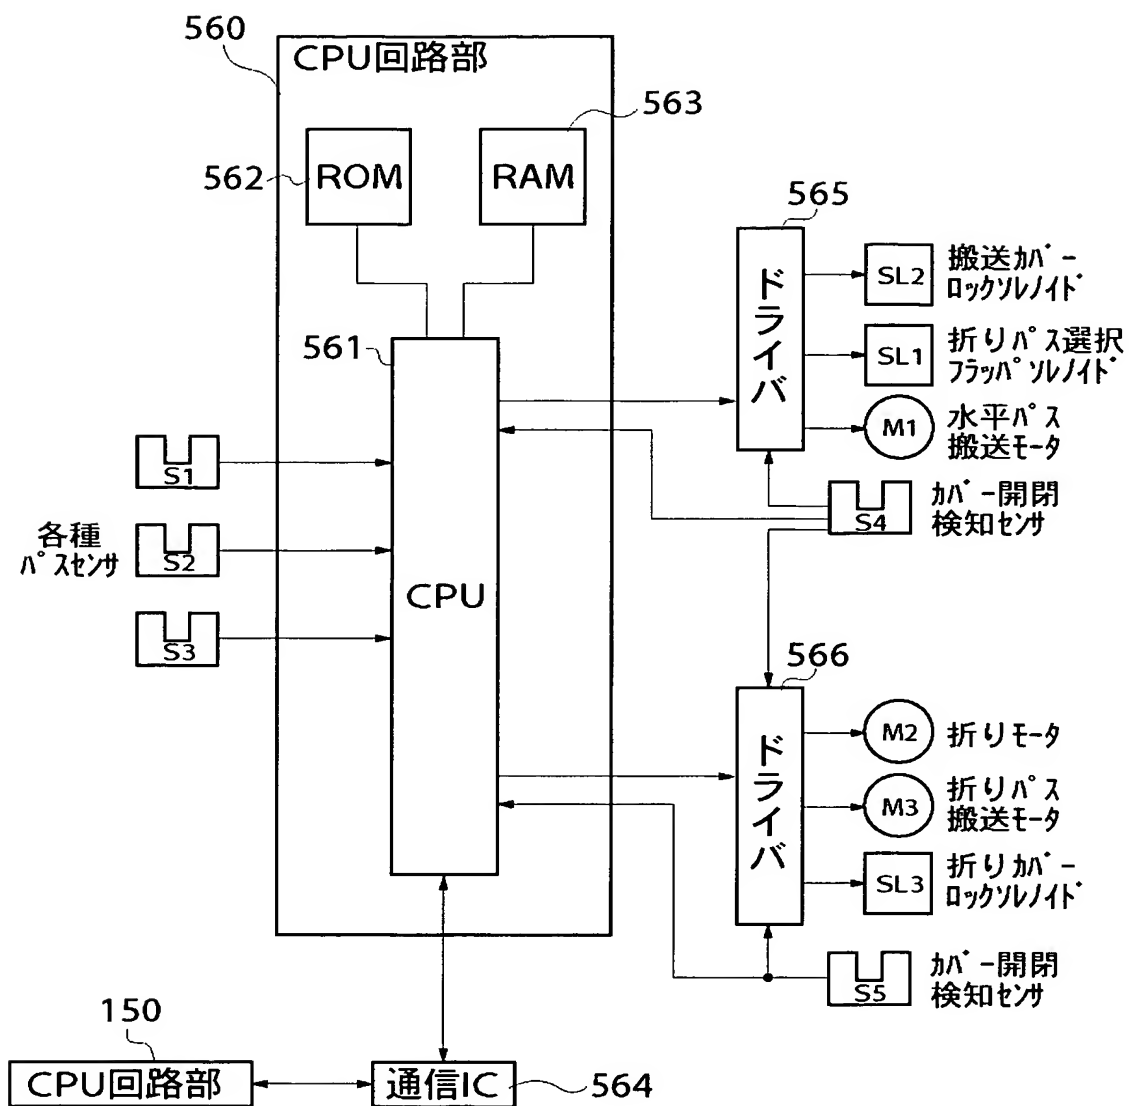 560
CPU回路部
563
562
ROM
RAM
565
ドライバ
SL2
搬送ｶﾊﾞｰ
ﾛｯｸｿﾚﾉｲﾄﾞ
561
SL1
折りパス選択
ﾌﾗｯﾊﾟｿﾚﾉｲﾄﾞ
M1
水平パス
搬送ﾓｰﾀ
S1
S4
ｶﾊﾞｰ開閉
検知ｾﾝｻ
各種
ﾊﾟｽｾﾝｻ
S2
CPU
S3
566
ドライバ
M2
折りﾓｰﾀ
M3
折りパス
搬送ﾓｰﾀ
SL3
折りｶﾊﾞｰ
ﾛｯｸｿﾚﾉｲﾄﾞ
S5
ｶﾊﾞｰ開閉
検知ｾﾝｻ
150
CPU回路部
通信IC
564